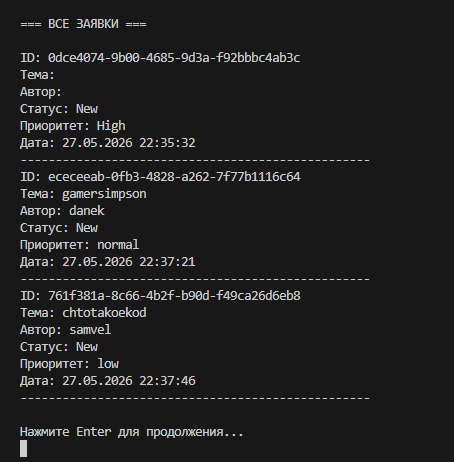 === ВСЕ ЗАЯВКИ ===
ID: 0dce4074-9b00-4685-9d3a-f92bbbc4ab3c
Тема:
Автор:
Статус: New
Приоритет: High
Дата: 27.05.2026 22:35:32
--------------------------------------------------
ID: ececeeab-0fb3-4828-a262-7f77b1116c64
Тема: gamersimpson
Автор: danek
Статус: New
Приоритет: normal
Дата: 27.05.2026 22:37:21
--------------------------------------------------
ID: 761f381a-8c66-4b2f-b90d-f49ca26d6eb8
Тема: chtotakoekod
Автор: samvel
Статус: New
Приоритет: low
Дата: 27.05.2026 22:37:46
--------------------------------------------------
Нажмите Enter для продолжения...